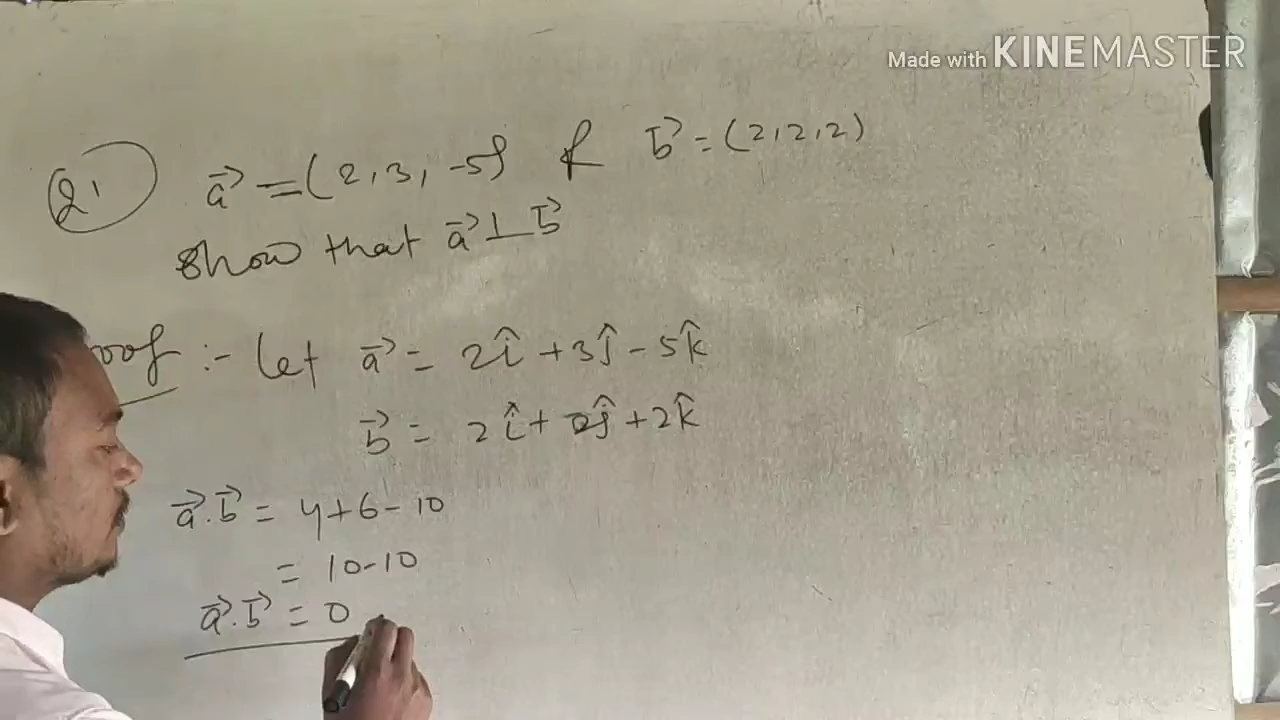 Made with KINEMASTER
Q1 a⃗ = (2,3,-5) & b⃗ = (2,2,2)
Show that a⃗ ⊥ b⃗
oof :- Let a⃗ = 2î + 3ĵ - 5k̂
b⃗ = 2î + 2ĵ + 2k̂
a⃗.b⃗ = 4+6-10
= 10-10
a⃗.b⃗ = 0